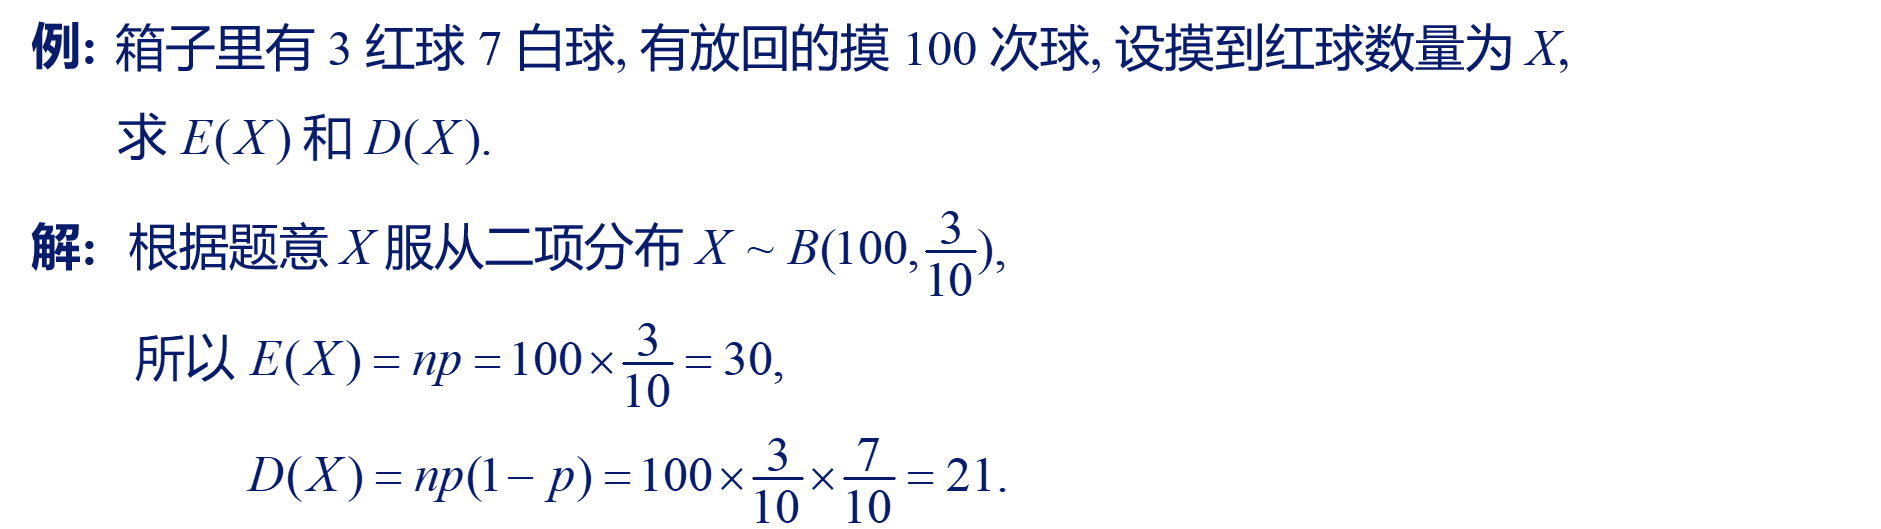 例: 箱子里有 3 红球 7 白球, 有放回的摸 100 次球, 设摸到红球数量为 X,
求 E(X) 和 D(X).
解: 根据题意 X 服从二项分布 X ~ B(100, 3/10),
所以 E(X) = np = 100 × 3/10 = 30,
D(X) = np(1 − p) = 100 × 3/10 × 7/10 = 21.